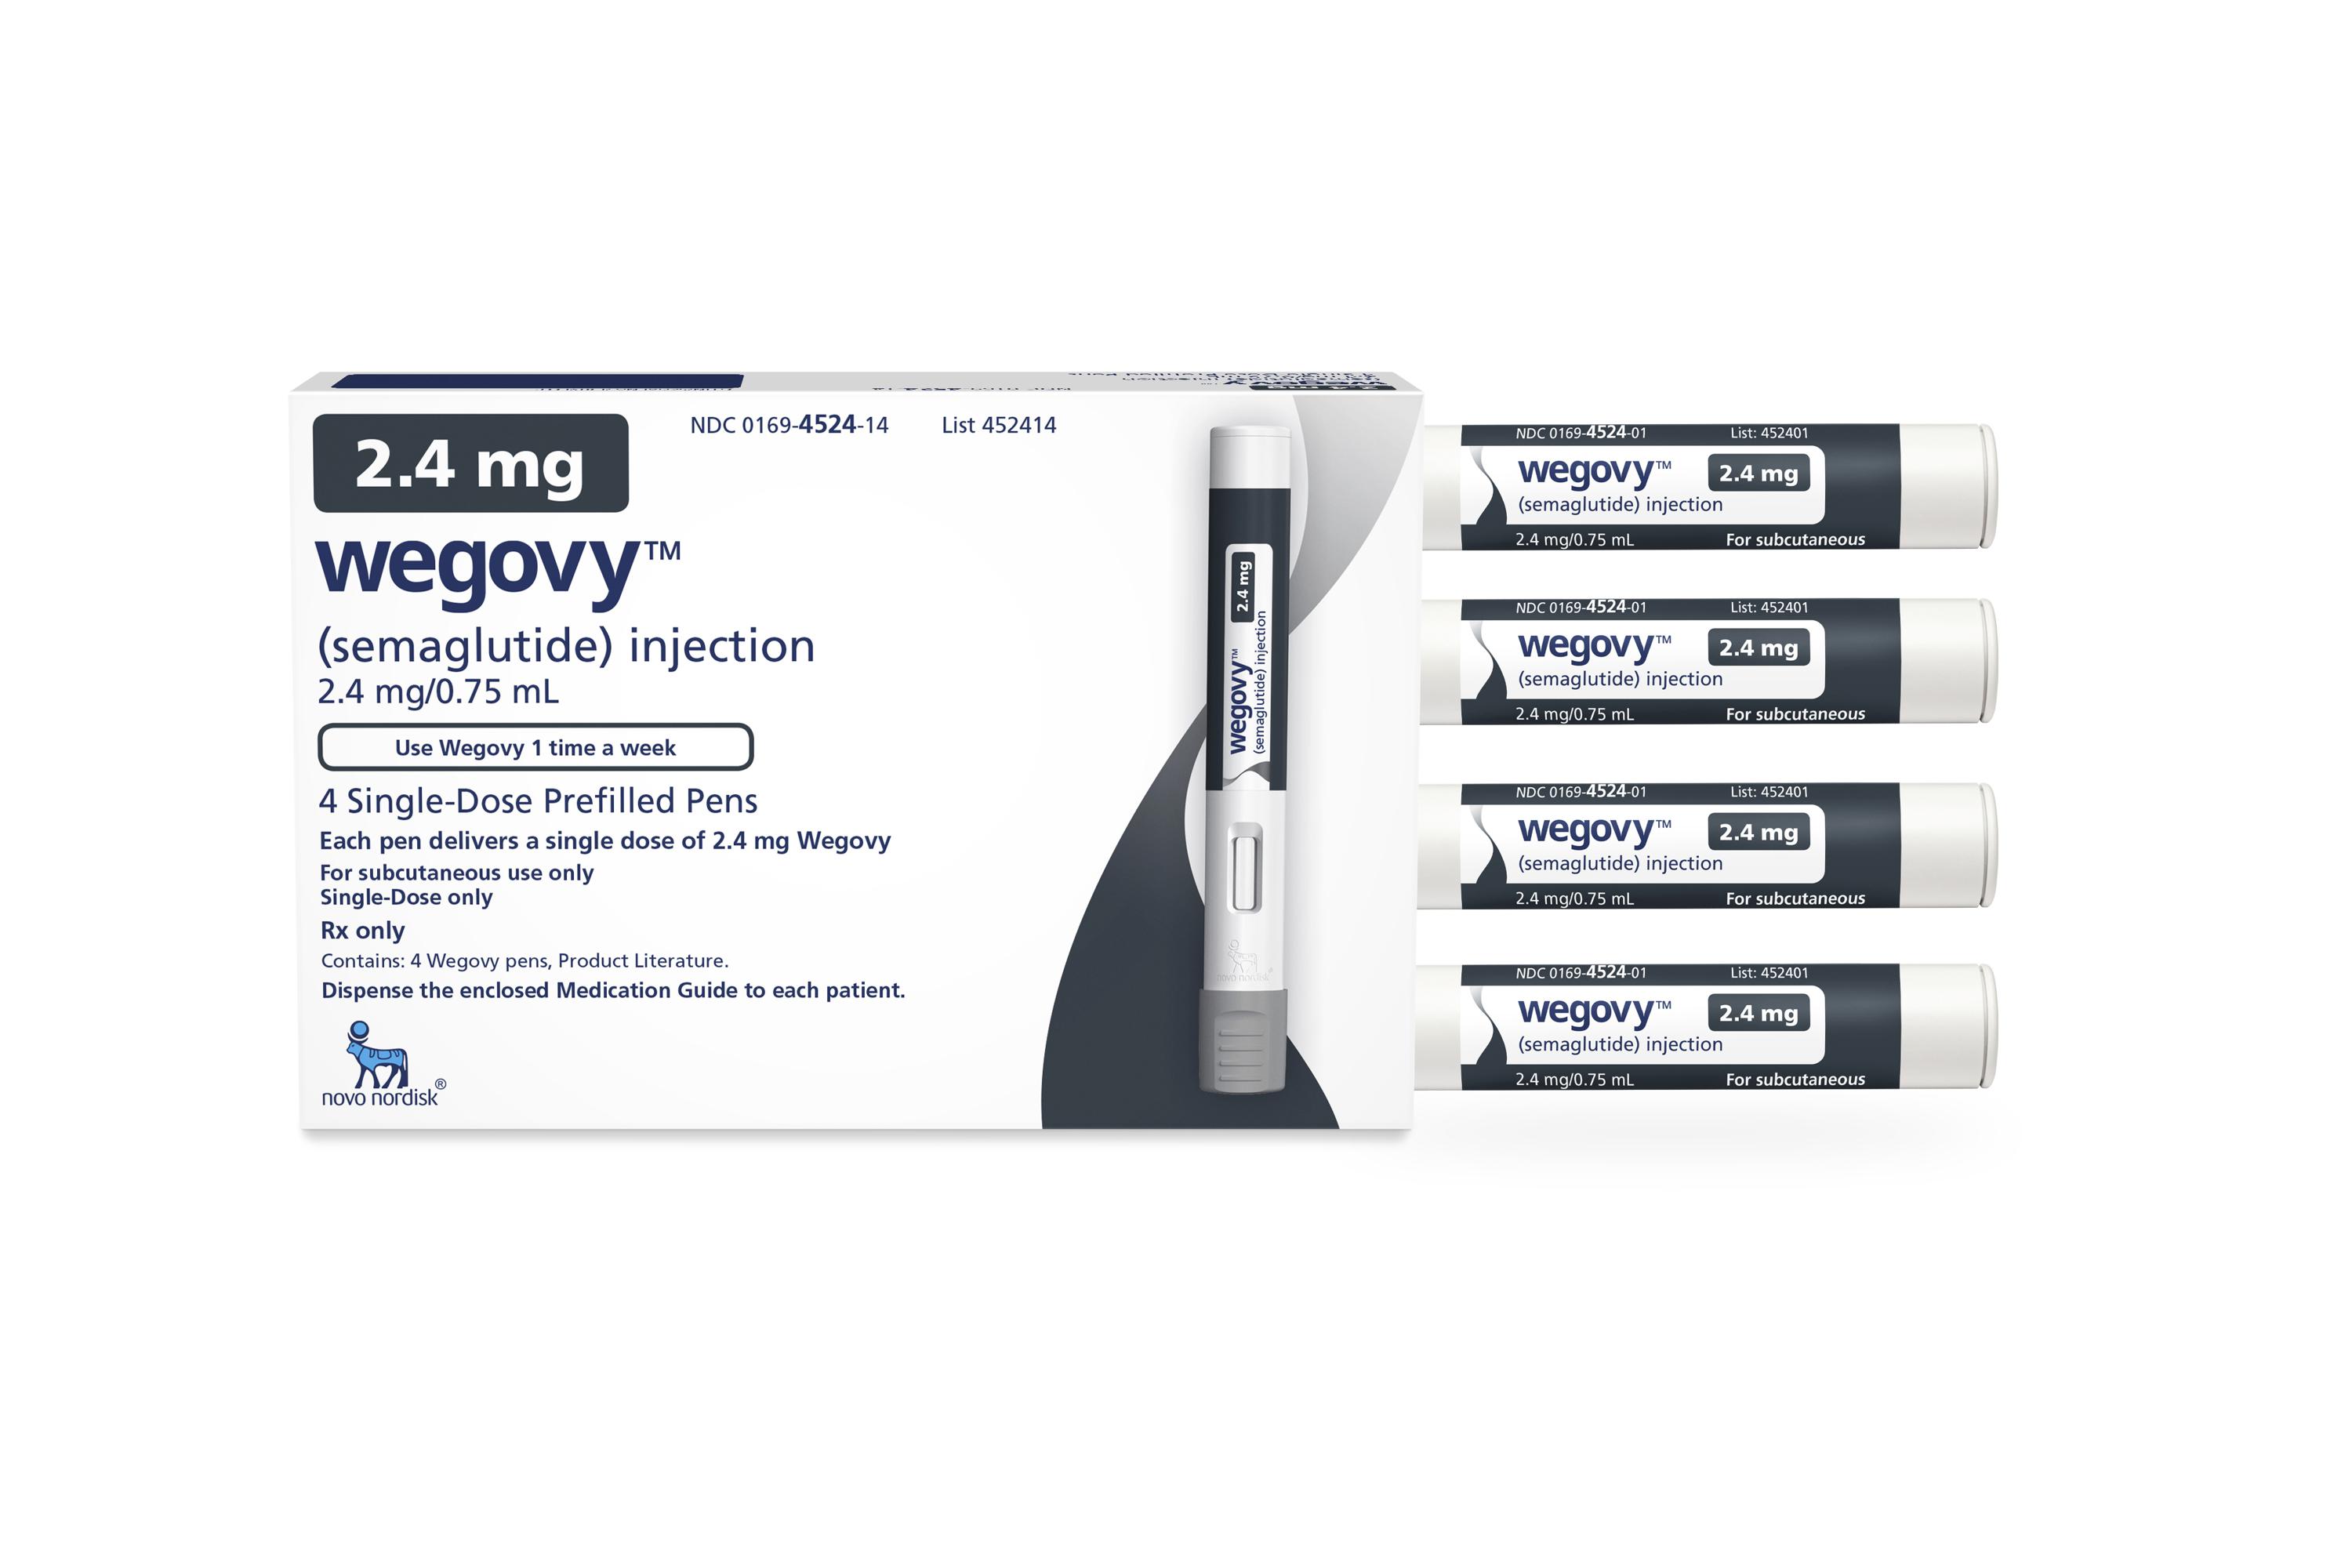 2.4 mg
NDC 0169-4524-14 List 452414
wegovy™
(semaglutide) injection
2.4 mg/0.75 mL
Use Wegovy 1 time a week
4 Single-Dose Prefilled Pens
Each pen delivers a single dose of 2.4 mg Wegovy
For subcutaneous use only
Single-Dose only
Rx only
Contains: 4 Wegovy pens, Product Literature.
Dispense the enclosed Medication Guide to each patient.
novo nordisk®
wegovy™ 2.4 mg
(semaglutide) injection
novo nordisk®
NDC 0169-4524-01 List: 452401
wegovy™ 2.4 mg
(semaglutide) injection
2.4 mg/0.75 mL For subcutaneous
NDC 0169-4524-01 List: 452401
wegovy™ 2.4 mg
(semaglutide) injection
2.4 mg/0.75 mL For subcutaneous
NDC 0169-4524-01 List: 452401
wegovy™ 2.4 mg
(semaglutide) injection
2.4 mg/0.75 mL For subcutaneous
NDC 0169-4524-01 List: 452401
wegovy™ 2.4 mg
(semaglutide) injection
2.4 mg/0.75 mL For subcutaneous